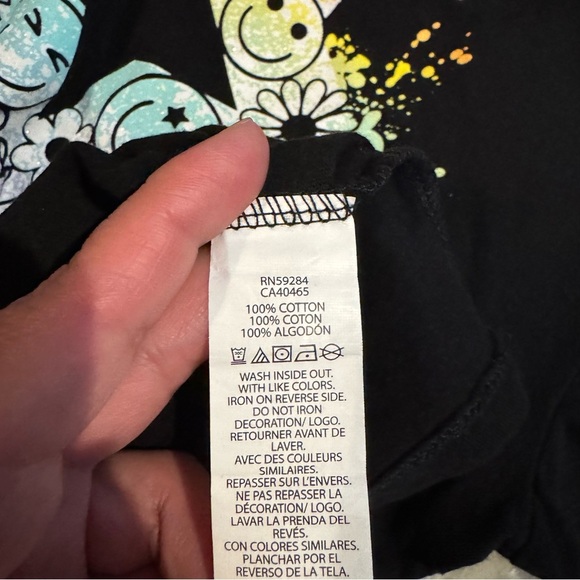 RN59284
CA40465
100% COTTON
100% COTON
100% ALGODÓN
WASH INSIDE OUT.
WITH LIKE COLORS.
IRON ON REVERSE SIDE.
DO NOT IRON
DECORATION/ LOGO.
RETOURNER AVANT DE
LAVER.
AVEC DES COULEURS
SIMILAIRES.
REPASSER SUR L'ENVERS.
NE PAS REPASSER LA
DÉCORATION/ LOGO.
LAVAR LA PRENDA DEL
REVÉS.
CON COLORES SIMILARES.
PLANCHAR POR EL
REVERSO DE LA TELA.